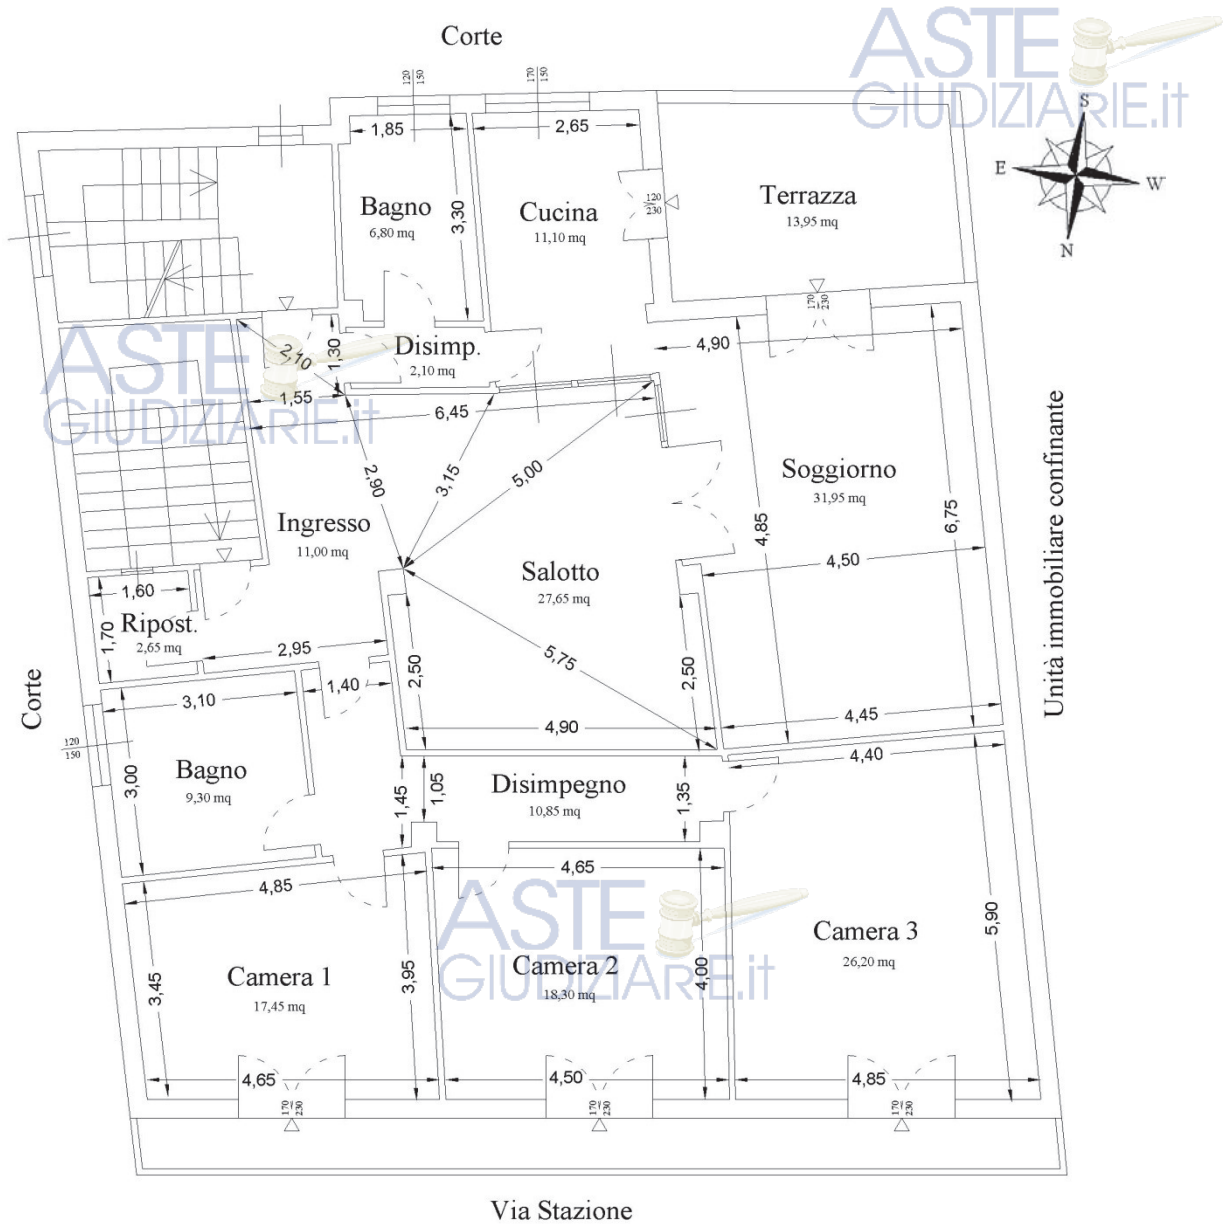 Corte
ASTE
GIUDIZIARIE.it
120
150
170
150
S
E
W
N
1,85
2,65
Bagno
6,80 mq
3,30
Cucina
11,10 mq
120
230
Terrazza
13,95 mq
170
230
ASTE
GIUDIZIARIE.it
2,10
1,30
Disimp.
2,10 mq
4,90
1,55
6,45
2,90
3,15
5,00
Soggiorno
31,95 mq
4,85
6,75
Unità immobiliare confinante
Ingresso
11,00 mq
Salotto
27,65 mq
4,50
1,60
Ripost.
2,65 mq
1,70
2,95
5,75
2,50
2,50
1,40
3,10
Corte
120
150
4,90
4,45
4,40
3,00
Bagno
9,30 mq
1,45
1,05
Disimpegno
10,85 mq
1,35
4,85
4,65
ASTE
GIUDIZIARIE.it
Camera 1
17,45 mq
3,45
3,95
Camera 2
18,30 mq
4,00
Camera 3
26,20 mq
5,90
4,65
4,50
4,85
170
230
170
230
170
230
Via Stazione